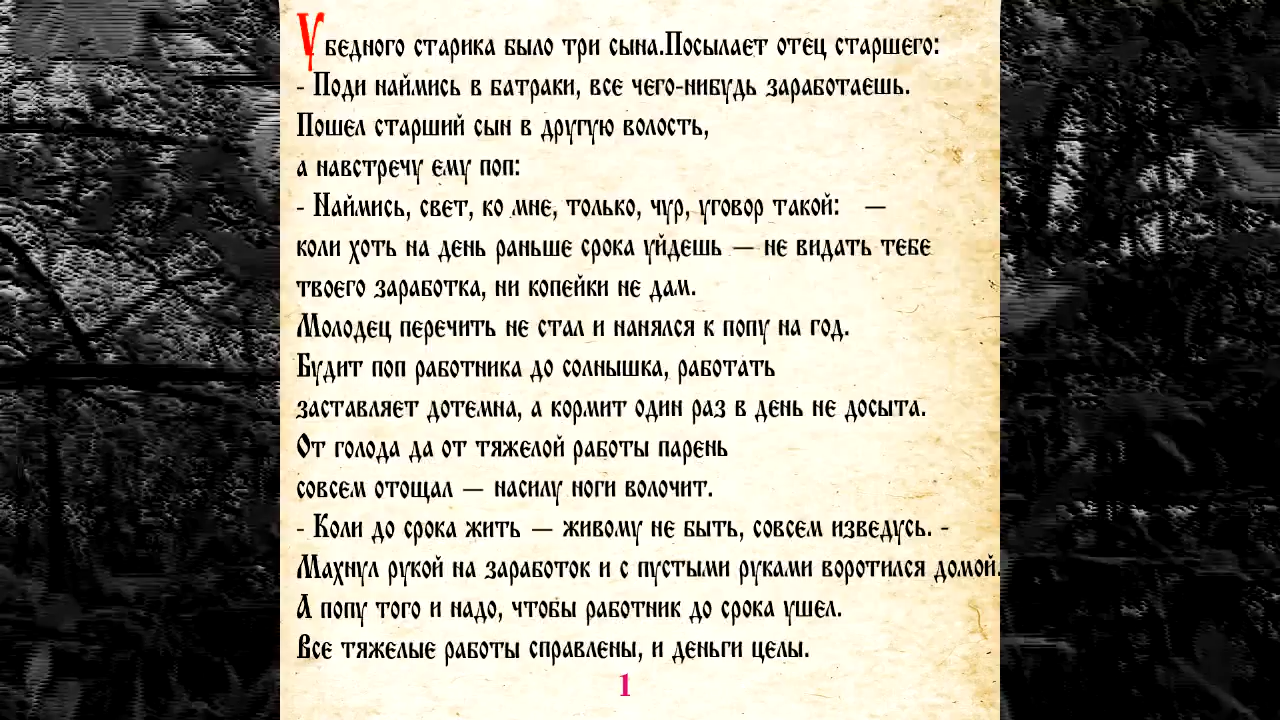 У бедного старика было три сына.Посылает отец старшего:
- Поди наймись в батраки, все чего-нибудь заработаешь.
Пошел старший сын в другую волость,
а навстречу ему поп:
- Наймись, свет, ко мне, только, чур, уговор такой: —
коли хоть на день раньше срока уйдешь — не видать тебе
твоего заработка, ни копейки не дам.
Молодец перечить не стал и нанялся к попу на год.
Будит поп работника до солнышка, работать
заставляет дотемна, а кормит один раз в день не досыта.
От голода да от тяжелой работы парень
совсем отощал — насилу ноги волочит.
- Коли до срока жить — живому не быть, совсем изведусь. -
Махнул рукой на заработок и с пустыми руками воротился домой.
А попу того и надо, чтобы работник до срока ушел.
Все тяжелые работы справлены, и деньги целы.
1